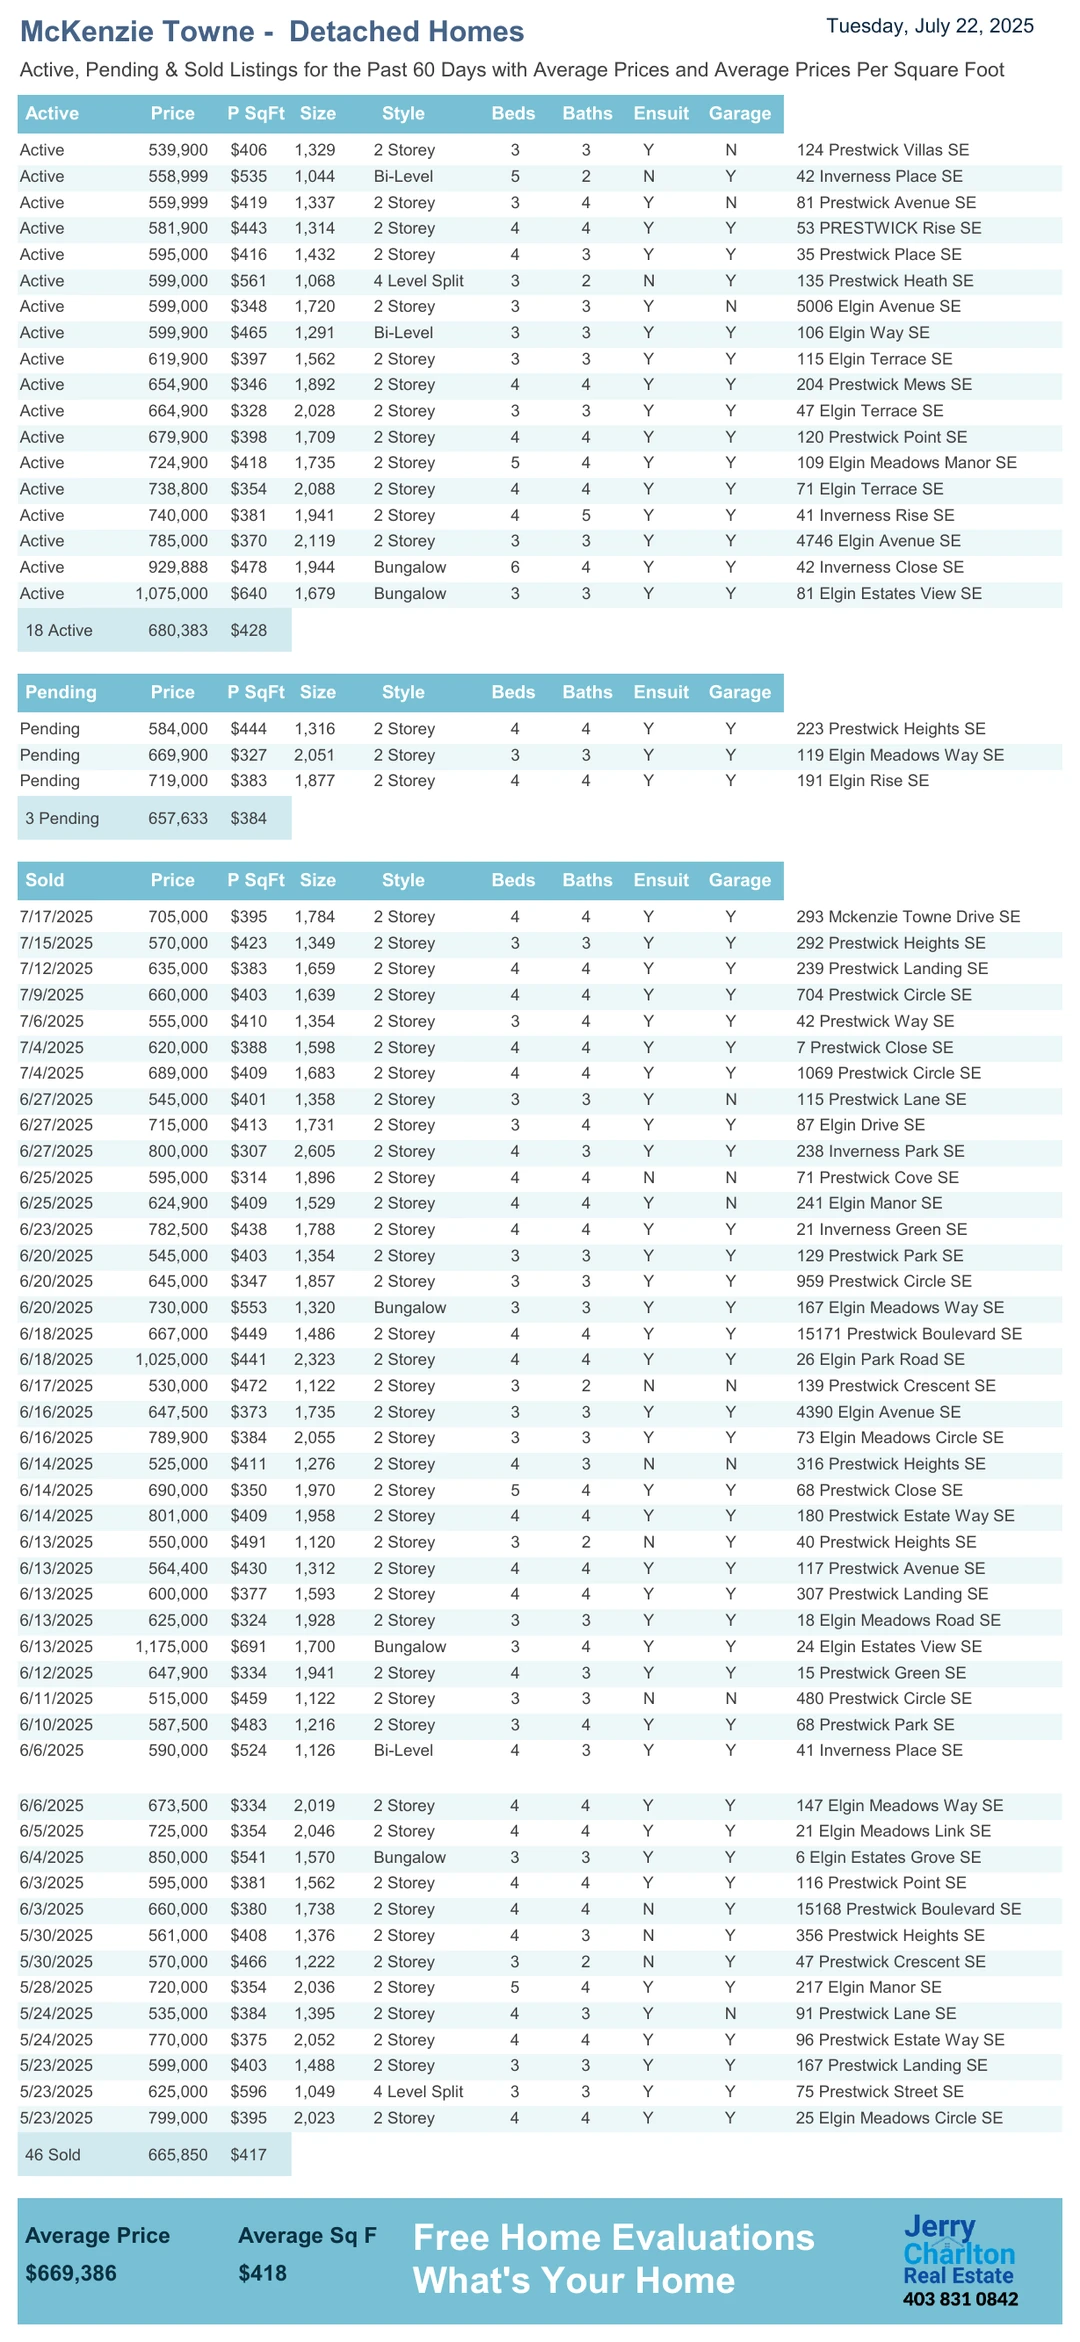 McKenzie Towne - Detached Homes
Tuesday, July 22, 2025
Active, Pending & Sold Listings for the Past 60 Days with Average Prices and Average Prices Per Square Foot
Active Price P SqFt Size Style Beds Baths Ensuit Garage
Active 539,900 $406 1,329 2 Storey 3 3 Y N 124 Prestwick Villas SE
Active 558,999 $535 1,044 Bi-Level 5 2 N Y 42 Inverness Place SE
Active 559,999 $419 1,337 2 Storey 3 4 Y N 81 Prestwick Avenue SE
Active 581,900 $443 1,314 2 Storey 4 4 Y Y 53 PRESTWICK Rise SE
Active 595,000 $416 1,432 2 Storey 4 3 Y Y 35 Prestwick Place SE
Active 599,000 $561 1,068 4 Level Split 3 2 N Y 135 Prestwick Heath SE
Active 599,000 $348 1,720 2 Storey 3 3 Y N 5006 Elgin Avenue SE
Active 599,900 $465 1,291 Bi-Level 3 3 Y Y 106 Elgin Way SE
Active 619,900 $397 1,562 2 Storey 3 3 Y Y 115 Elgin Terrace SE
Active 654,900 $346 1,892 2 Storey 4 4 Y Y 204 Prestwick Mews SE
Active 664,900 $328 2,028 2 Storey 3 3 Y Y 47 Elgin Terrace SE
Active 679,900 $398 1,709 2 Storey 4 4 Y Y 120 Prestwick Point SE
Active 724,900 $418 1,735 2 Storey 5 4 Y Y 109 Elgin Meadows Manor SE
Active 738,800 $354 2,088 2 Storey 4 4 Y Y 71 Elgin Terrace SE
Active 740,000 $381 1,941 2 Storey 4 5 Y Y 41 Inverness Rise SE
Active 785,000 $370 2,119 2 Storey 3 3 Y Y 4746 Elgin Avenue SE
Active 929,888 $478 1,944 Bungalow 6 4 Y Y 42 Inverness Close SE
Active 1,075,000 $640 1,679 Bungalow 3 3 Y Y 81 Elgin Estates View SE
18 Active 680,383 $428
Pending Price P SqFt Size Style Beds Baths Ensuit Garage
Pending 584,000 $444 1,316 2 Storey 4 4 Y Y 223 Prestwick Heights SE
Pending 669,900 $327 2,051 2 Storey 3 3 Y Y 119 Elgin Meadows Way SE
Pending 719,000 $383 1,877 2 Storey 4 4 Y Y 191 Elgin Rise SE
3 Pending 657,633 $384
Sold Price P SqFt Size Style Beds Baths Ensuit Garage
7/17/2025 705,000 $395 1,784 2 Storey 4 4 Y Y 293 Mckenzie Towne Drive SE
7/15/2025 570,000 $423 1,349 2 Storey 3 3 Y Y 292 Prestwick Heights SE
7/12/2025 635,000 $383 1,659 2 Storey 4 4 Y Y 239 Prestwick Landing SE
7/9/2025 660,000 $403 1,639 2 Storey 4 4 Y Y 704 Prestwick Circle SE
7/6/2025 555,000 $410 1,354 2 Storey 3 4 Y Y 42 Prestwick Way SE
7/4/2025 620,000 $388 1,598 2 Storey 4 4 Y Y 7 Prestwick Close SE
7/4/2025 689,000 $409 1,683 2 Storey 4 4 Y Y 1069 Prestwick Circle SE
6/27/2025 545,000 $401 1,358 2 Storey 3 3 Y N 115 Prestwick Lane SE
6/27/2025 715,000 $413 1,731 2 Storey 3 4 Y Y 87 Elgin Drive SE
6/27/2025 800,000 $307 2,605 2 Storey 4 3 Y Y 238 Inverness Park SE
6/25/2025 595,000 $314 1,896 2 Storey 4 4 N N 71 Prestwick Cove SE
6/25/2025 624,900 $409 1,529 2 Storey 4 4 Y N 241 Elgin Manor SE
6/23/2025 782,500 $438 1,788 2 Storey 4 4 Y Y 21 Inverness Green SE
6/20/2025 545,000 $403 1,354 2 Storey 3 3 Y Y 129 Prestwick Park SE
6/20/2025 645,000 $347 1,857 2 Storey 3 3 Y Y 959 Prestwick Circle SE
6/20/2025 730,000 $553 1,320 Bungalow 3 3 Y Y 167 Elgin Meadows Way SE
6/18/2025 667,000 $449 1,486 2 Storey 4 4 Y Y 15171 Prestwick Boulevard SE
6/18/2025 1,025,000 $441 2,323 2 Storey 4 4 Y Y 26 Elgin Park Road SE
6/17/2025 530,000 $472 1,122 2 Storey 3 2 N N 139 Prestwick Crescent SE
6/16/2025 647,500 $373 1,735 2 Storey 3 3 Y Y 4390 Elgin Avenue SE
6/16/2025 789,900 $384 2,055 2 Storey 3 3 Y Y 73 Elgin Meadows Circle SE
6/14/2025 525,000 $411 1,276 2 Storey 4 3 N N 316 Prestwick Heights SE
6/14/2025 690,000 $350 1,970 2 Storey 5 4 Y Y 68 Prestwick Close SE
6/14/2025 801,000 $409 1,958 2 Storey 4 4 Y Y 180 Prestwick Estate Way SE
6/13/2025 550,000 $491 1,120 2 Storey 3 2 N Y 40 Prestwick Heights SE
6/13/2025 564,400 $430 1,312 2 Storey 4 4 Y Y 117 Prestwick Avenue SE
6/13/2025 600,000 $377 1,593 2 Storey 4 4 Y Y 307 Prestwick Landing SE
6/13/2025 625,000 $324 1,928 2 Storey 3 3 Y Y 18 Elgin Meadows Road SE
6/13/2025 1,175,000 $691 1,700 Bungalow 3 4 Y Y 24 Elgin Estates View SE
6/12/2025 647,900 $334 1,941 2 Storey 4 3 Y Y 15 Prestwick Green SE
6/11/2025 515,000 $459 1,122 2 Storey 3 3 N N 480 Prestwick Circle SE
6/10/2025 587,500 $483 1,216 2 Storey 3 4 Y Y 68 Prestwick Park SE
6/6/2025 590,000 $524 1,126 Bi-Level 4 3 Y Y 41 Inverness Place SE
6/6/2025 673,500 $334 2,019 2 Storey 4 4 Y Y 147 Elgin Meadows Way SE
6/5/2025 725,000 $354 2,046 2 Storey 4 4 Y Y 21 Elgin Meadows Link SE
6/4/2025 850,000 $541 1,570 Bungalow 3 3 Y Y 6 Elgin Estates Grove SE
6/3/2025 595,000 $381 1,562 2 Storey 4 4 Y Y 116 Prestwick Point SE
6/3/2025 660,000 $380 1,738 2 Storey 4 4 N Y 15168 Prestwick Boulevard SE
5/30/2025 561,000 $408 1,376 2 Storey 4 3 N Y 356 Prestwick Heights SE
5/30/2025 570,000 $466 1,222 2 Storey 3 2 N Y 47 Prestwick Crescent SE
5/28/2025 720,000 $354 2,036 2 Storey 5 4 Y Y 217 Elgin Manor SE
5/24/2025 535,000 $384 1,395 2 Storey 4 3 Y N 91 Prestwick Lane SE
5/24/2025 770,000 $375 2,052 2 Storey 4 4 Y Y 96 Prestwick Estate Way SE
5/23/2025 599,000 $403 1,488 2 Storey 3 3 Y Y 167 Prestwick Landing SE
5/23/2025 625,000 $596 1,049 4 Level Split 3 3 Y Y 75 Prestwick Street SE
5/23/2025 799,000 $395 2,023 2 Storey 4 4 Y Y 25 Elgin Meadows Circle SE
46 Sold 665,850 $417
Average Price Average Sq F
$669,386 $418
Free Home Evaluations
What's Your Home
Jerry
Charlton
Real Estate
403 831 0842